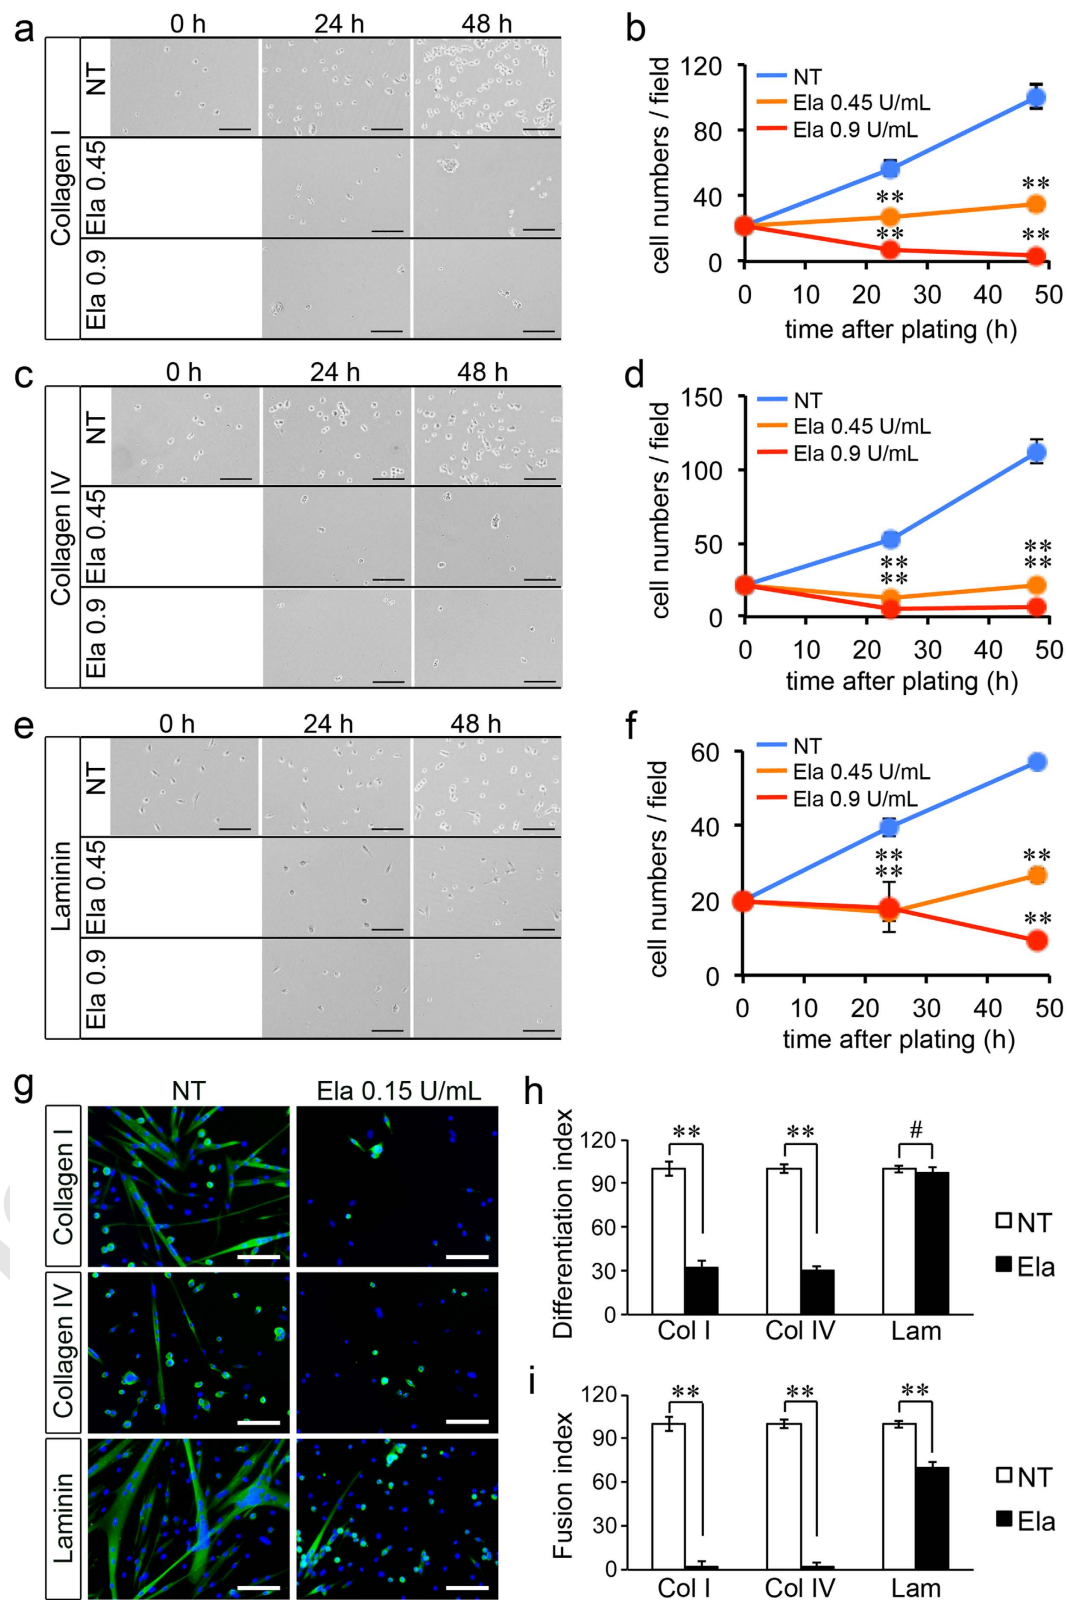 a
0 h 24 h 48 h
Collagen I
NT
Ela 0.45
Ela 0.9
b
120
80
40
0
cell numbers / field
NT
Ela 0.45 U/mL
Ela 0.9 U/mL
** **
** **
0 10 20 30 40 50
time after plating (h)
c
0 h 24 h 48 h
Collagen IV
NT
Ela 0.45
Ela 0.9
d
150
100
50
0
cell numbers / field
NT
Ela 0.45 U/mL
Ela 0.9 U/mL
** **
** **
0 10 20 30 40 50
time after plating (h)
e
0 h 24 h 48 h
Laminin
NT
Ela 0.45
Ela 0.9
f
60
40
20
0
cell numbers / field
NT
Ela 0.45 U/mL
Ela 0.9 U/mL
** **
** **
0 10 20 30 40 50
time after plating (h)
g
NT Ela 0.15 U/mL
Collagen I
Collagen IV
Laminin
h
Differentiation index
120
90
60
30
0
** ** #
Col I Col IV Lam
NT
Ela
i
Fusion index
120
90
60
30
0
** ** **
Col I Col IV Lam
NT
Ela